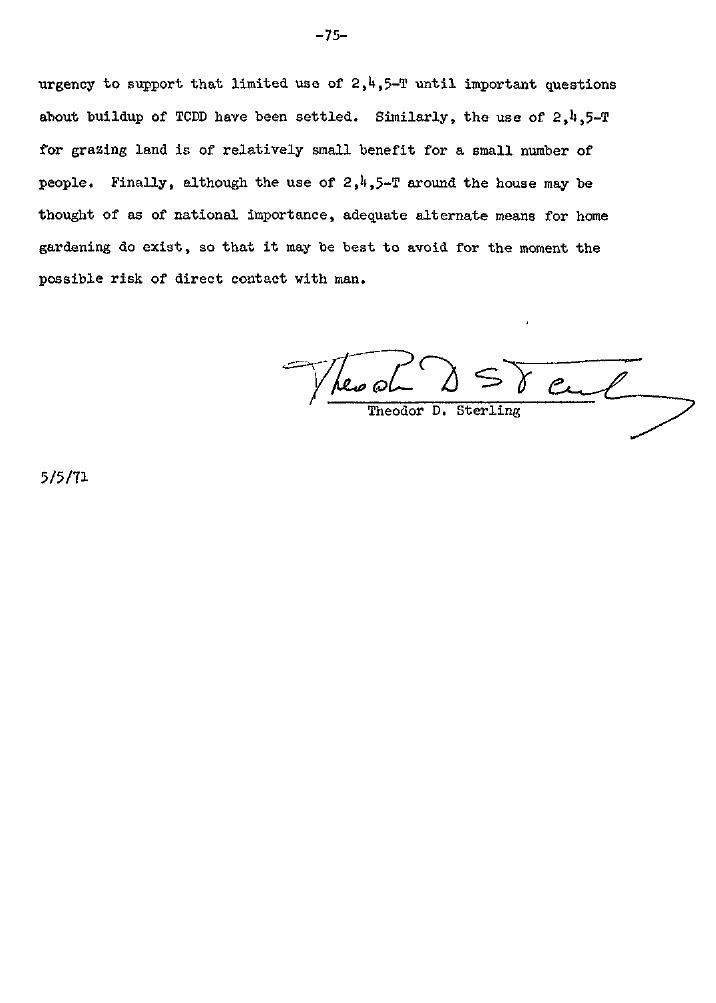 -75-
urgency to support that limited use of 2,4,5-T until important questions
about buildup of TCDD have been settled. Similarly, the use of 2,4,5-T
for grazing land is of relatively small benefit for a small number of
people. Finally, although the use of 2,4,5-T around the house may be
thought of as of national importance, adequate alternate means for home
gardening do exist, so that it may be best to avoid for the moment the
possible risk of direct contact with man.
Theodor D Sterling
Theodor D. Sterling
5/5/71